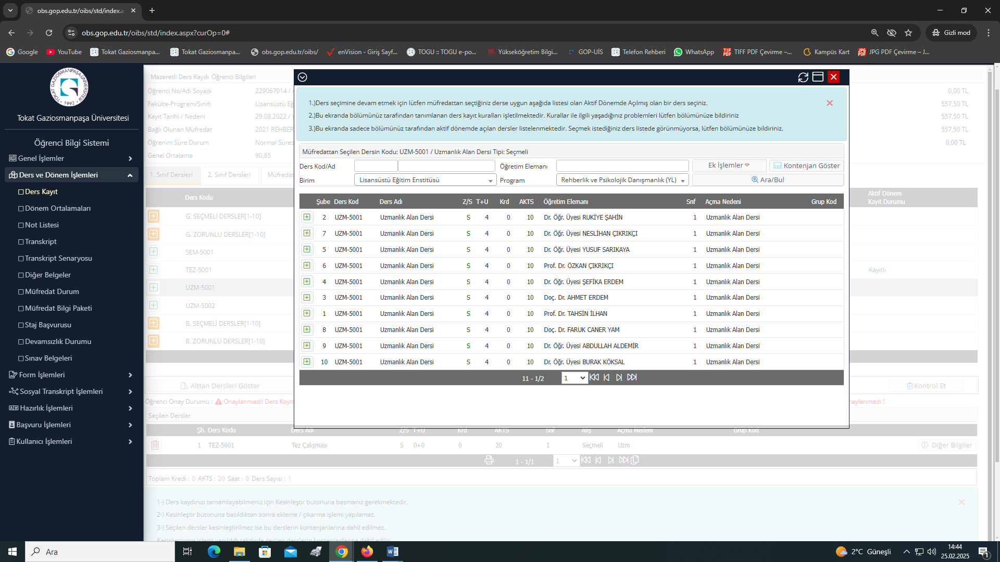 obs.gop.edu.tr/oibs/std/index.a
obs.gop.edu.tr/oibs/std/index.aspx?curOp=0#
Gizli mod
Google
YouTube
Tokat Gaziosmanpa...
Tokat Gaziosmanpa...
obs.gop.edu.tr/oibs/
enVision - Giriş Sayf...
TOGU :: TOGU e-po...
Yükseköğretim Bilgi...
GOP-UİS
Telefon Rehberi
WhatsApp
TIFF PDF Çevirme –...
Kampüs Kart
JPG PDF Çevirme – J...
TOKAT GAZİOSMANPAŞA ÜNİVERSİTESİ
1992
Tokat Gaziosmanpaşa Üniversitesi
Öğrenci Bilgi Sistemi
Genel İşlemler
Ders ve Dönem İşlemleri
Ders Kayıt
Dönem Ortalamaları
Not Listesi
Transkript
Transkript Senaryosu
Diğer Belgeler
Müfredat Durum
Müfredat Bilgi Paketi
Staj Başvurusu
Devamsızlık Durumu
Sınav Belgeleri
Form İşlemleri
Sosyal Transkript İşlemleri
Hazırlık İşlemleri
Başvuru İşlemleri
Kullanıcı İşlemleri
Mazeretli Ders Kaydı Öğrenci Bilgileri
Öğrenci No/Adı Soyadı 229067014 / 0,00 TL
Fakülte-Program/Sınıfı Lisansüstü Eğ 557,50 TL
Kayıt Tarihi / Nedeni 29.08.2022 / 557,50 TL
Bağlı Olunan Müfredat 2021 REHBER 557,50 TL
Öğrenim Süre Durum Normal Süres 0,00 TL
Genel Ortalama 90,85
1. Sınıf Dersleri 2. Sınıf Dersleri Müfredat
Ders Kodu Aktif Dönem
Kayıt Durumu
G. SEÇMELİ DERSLER[1-10]
G. ZORUNLU DERSLER[1-10]
SEM-5001
TEZ-5001 Kayıtlı
UZM-5001
UZM-5002
B. SEÇMELİ DERSLER[1-10]
B. ZORUNLU DERSLER[1-10]
1.)Ders seçimine devam etmek için lütfen müfredattan seçtiğiniz derse uygun aşağıda listesi olan Aktif Dönemde Açılmış olan bir ders seçiniz.
2.)Bu ekranda bölümünüz tarafından tanımlanan ders kayıt kuralları işletilmektedir. Kurallar ile ilgili yaşadığınız problemleri lütfen bölümünüze bildiriniz
3.)Bu ekranda sadece bölümünüz tarafından aktif dönemde açılan dersler listelenmektedir. Seçmek istediğiniz ders listede görünmüyorsa, lütfen bölümünüze bildiriniz.
Müfredattan Seçilen Dersin Kodu: UZM-5001 / Uzmanlık Alan Dersi Tipi: Seçmeli
Ders Kod/Ad Öğretim Elemanı Ek İşlemler Kontenjan Göster
Birim Lisansüstü Eğitim Enstitüsü Program Rehberlik ve Psikolojik Danışmanlık (YL) Ara/Bul
Şube Ders Kod Ders Adı Z/S T+U Krd AKTS Öğretim Elemanı Snf Açma Nedeni Grup Kod
2 UZM-5001 Uzmanlık Alan Dersi S 4 0 10 Dr. Öğr. Üyesi RUKİYE ŞAHİN 1 Uzmanlık Alan Dersi
7 UZM-5001 Uzmanlık Alan Dersi S 4 0 10 Dr. Öğr. Üyesi NESLİHAN ÇIKRIKÇI 1 Uzmanlık Alan Dersi
5 UZM-5001 Uzmanlık Alan Dersi S 4 0 10 Dr. Öğr. Üyesi YUSUF SARIKAYA 1 Uzmanlık Alan Dersi
6 UZM-5001 Uzmanlık Alan Dersi S 4 0 10 Prof. Dr. ÖZKAN ÇIKRIKÇI 1 Uzmanlık Alan Dersi
4 UZM-5001 Uzmanlık Alan Dersi S 4 0 10 Dr. Öğr. Üyesi ŞEFİKA ERDEM 1 Uzmanlık Alan Dersi
3 UZM-5001 Uzmanlık Alan Dersi S 4 0 10 Doç. Dr. AHMET ERDEM 1 Uzmanlık Alan Dersi
1 UZM-5001 Uzmanlık Alan Dersi S 4 0 10 Prof. Dr. TAHSİN İLHAN 1 Uzmanlık Alan Dersi
8 UZM-5001 Uzmanlık Alan Dersi S 4 0 10 Doç. Dr. FARUK CANER YAM 1 Uzmanlık Alan Dersi
9 UZM-5001 Uzmanlık Alan Dersi S 4 0 10 Dr. Öğr. Üyesi ABDULLAH ALDEMİR 1 Uzmanlık Alan Dersi
10 UZM-5001 Uzmanlık Alan Dersi S 4 0 10 Dr. Öğr. Üyesi BURAK KÖKSAL 1 Uzmanlık Alan Dersi
11 - 1/2 1
Alttan Dersleri Göster Kontrol Et
Öğrenci Onay Durumu : Onaylanmadı! Ders Kayıt naylanmadı !
Seçilen Dersler
Şb. Ders Kodu Ders Adı Z/S T+U Krd AKTS Snf Alış Açma Nedeni Grup Kod
1 TEZ-5001 Tez Çalışması S 0+0 0 20 1 Seçmeli Uzm Diğer Bilgiler
1 - 1/1 1
Toplam Kredi : 0 AKTS : 20 Saat : 0 Ders Sayısı : 1
1-) Ders kaydınızı tamamlayabilmeniz için Kesinleştir butonuna basmanız gerekmektedir.
2-) Kesinleştir butonuna basıldıktan sonra ekleme / çıkarma işlemi yapılamaz.
3-) Seçilen dersler kesinleştirilmez ise bu derslerin kontenjanlarına dahil edilmez.
Kesinleştirme işlemi yapıldığı takdirde seçilen derslerin kontenjanlarına dahil edilir.
Ara
2°C Güneşli
14:44
25.02.2025
1